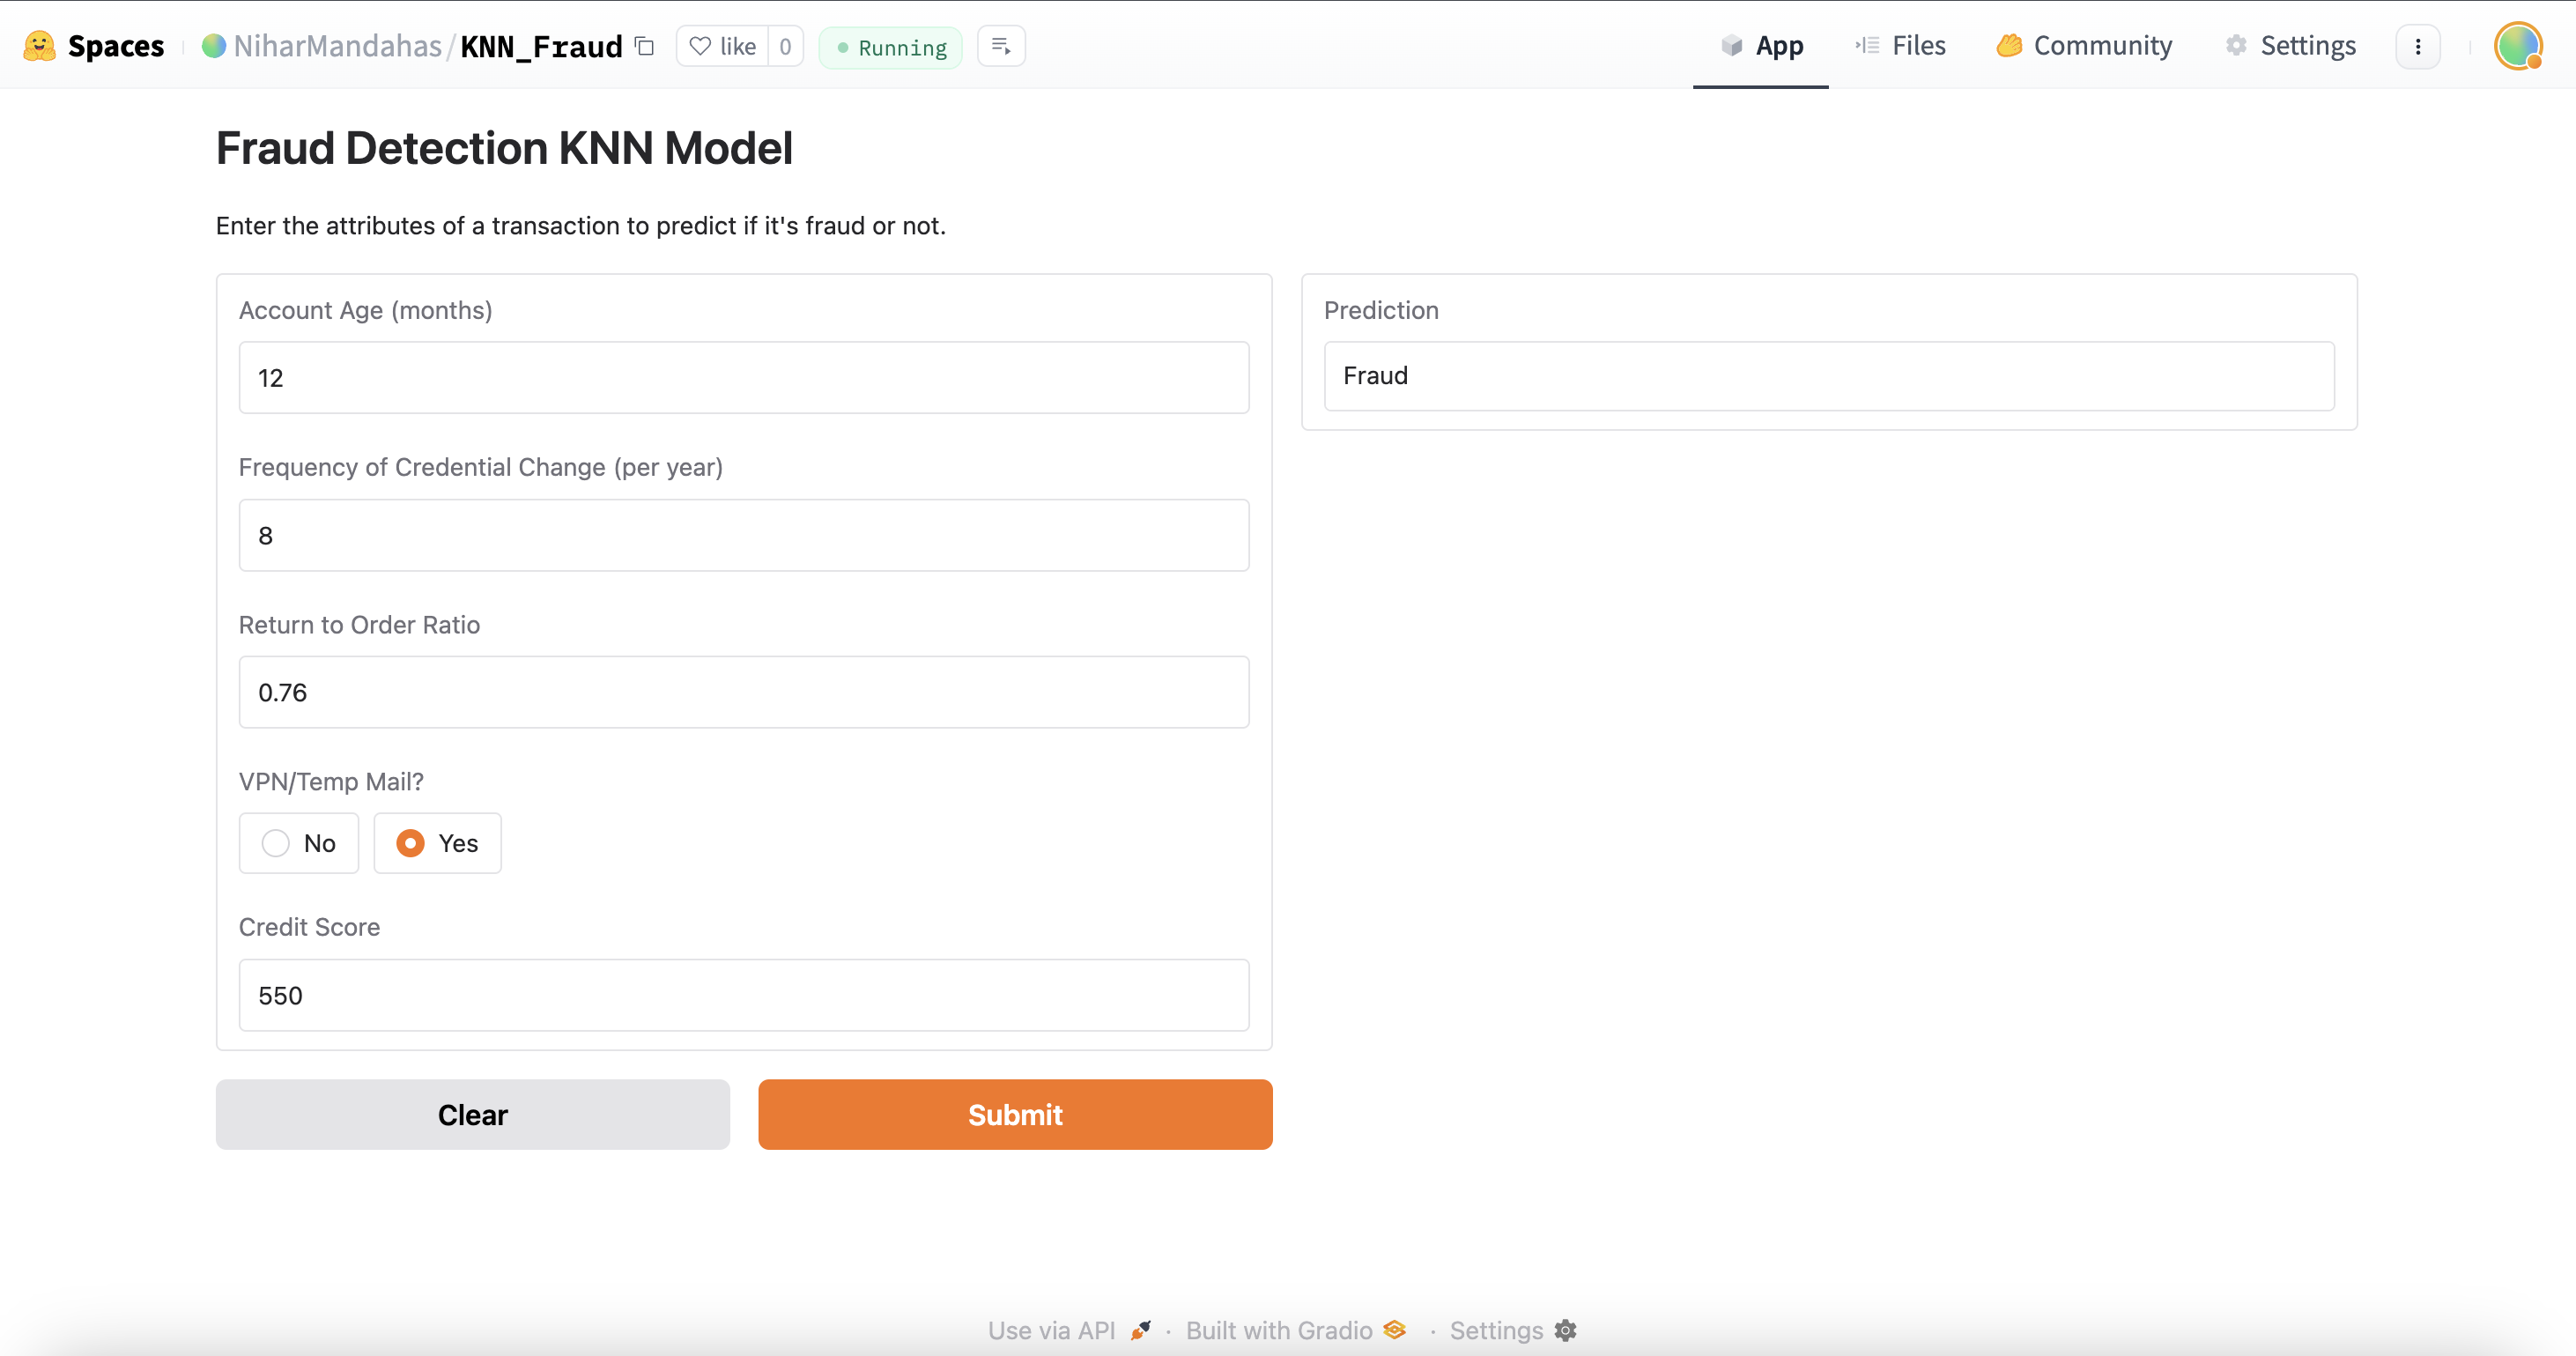 Spaces NiharMandahas/KNN_Fraud like 0 Running App Files Community Settings
Fraud Detection KNN Model
Enter the attributes of a transaction to predict if it's fraud or not.
Account Age (months)
12
Frequency of Credential Change (per year)
8
Return to Order Ratio
0.76
VPN/Temp Mail?
No Yes
Credit Score
550
Clear Submit
Prediction
Fraud
Use via API · Built with Gradio · Settings